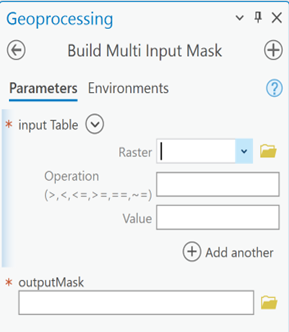 Geoprocessing
Build Multi Input Mask
Parameters Environments
* input Table
Raster
Operation
(>,<,<=,>=,==,~=)
Value
Add another
* outputMask